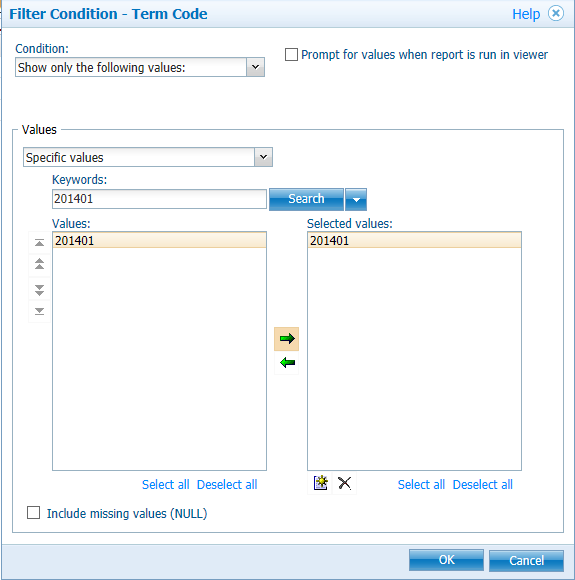 Filter Condition - Term Code Help
Condition:
Show only the following values:
Prompt for values when report is run in viewer
Values
Specific values
Keywords:
201401 Search
Values:
201401
Selected values:
201401
Select all Deselect all
Select all Deselect all
Include missing values (NULL)
OK Cancel